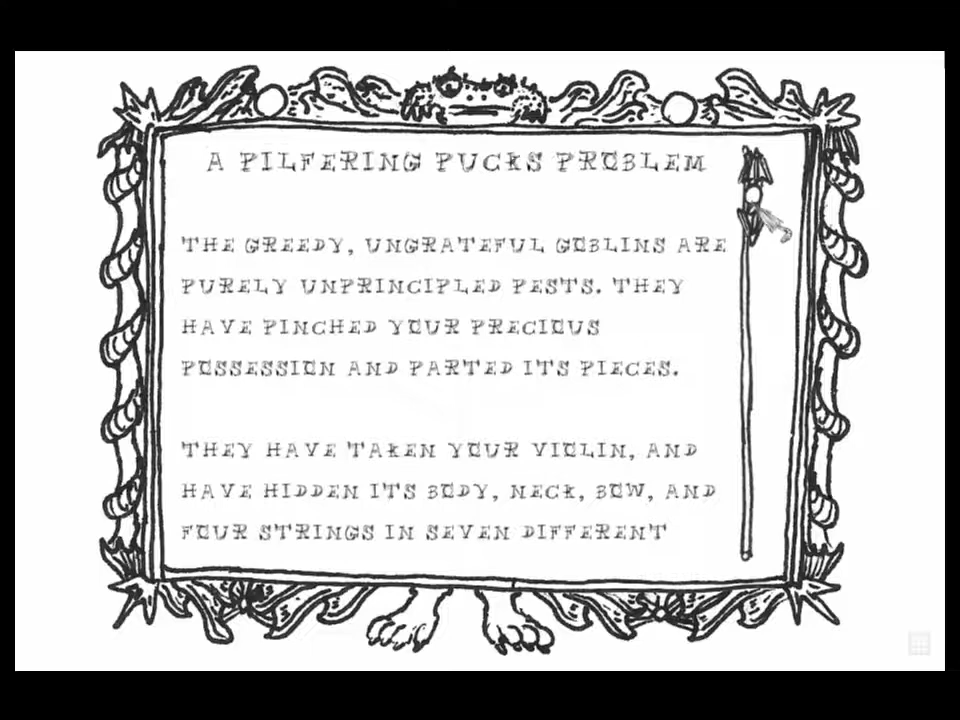 A PILFERING PUCKS PROBLEM
THE GREEDY, UNGRATEFUL GOBLINS ARE
PURELY UNPRINCIPLED PESTS. THEY
HAVE PINCHED YOUR PRECIOUS
POSSESSION AND PARTED ITS PIECES.
THEY HAVE TAKEN YOUR VIOLIN, AND
HAVE HIDDEN ITS BODY, NECK, BOW, AND
FOUR STRINGS IN SEVEN DIFFERENT